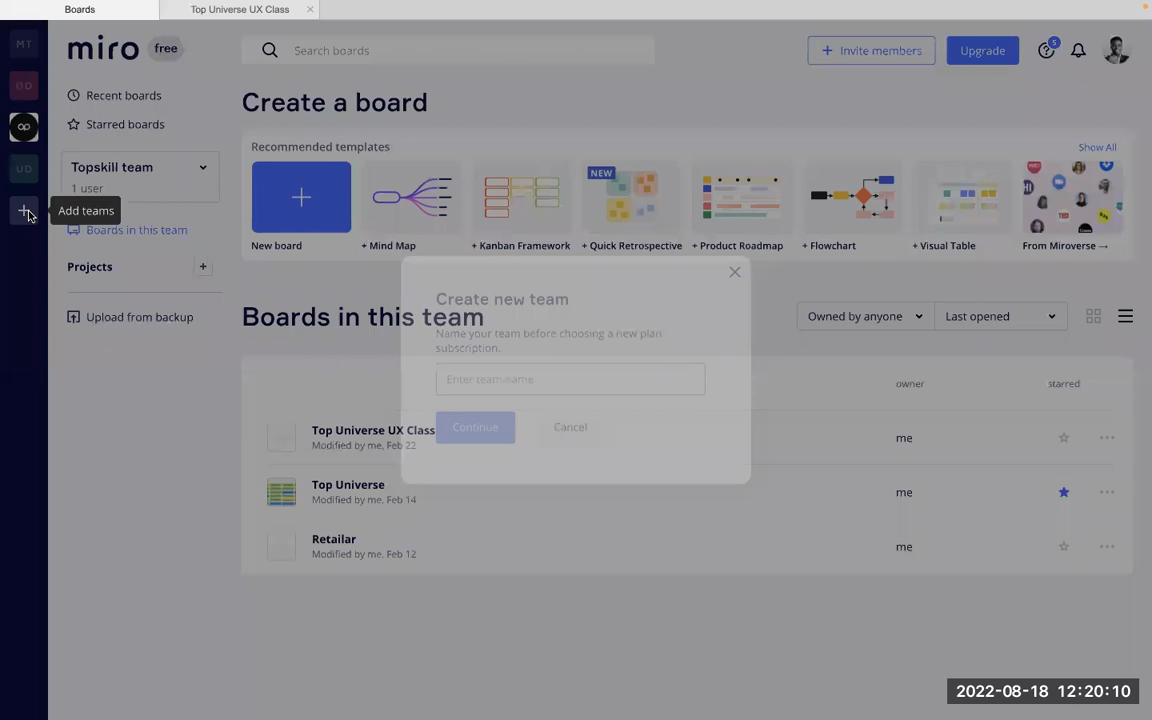 Boards
Top Universe UX Class
MT
miro free
Search boards
Invite members
Upgrade
5
Recent boards
Starred boards
Create a board
Recommended templates
Show All
Topskill team
1 user
UD
Add teams
Boards in this team
NEW
New board
+ Mind Map
+ Kanban Framework
+ Quick Retrospective
+ Product Roadmap
+ Flowchart
+ Visual Table
From Miroverse →
Projects
Upload from backup
Boards in this team
Owned by anyone
Last opened
Create new team
Name your team before choosing a new plan
subscription.
Enter team name
Continue
Cancel
owner
starred
Top Universe UX Class
Modified by me, Feb 22
me
Top Universe
Modified by me, Feb 14
me
Retailar
Modified by me, Feb 12
me
2022-08-18 12:20:10